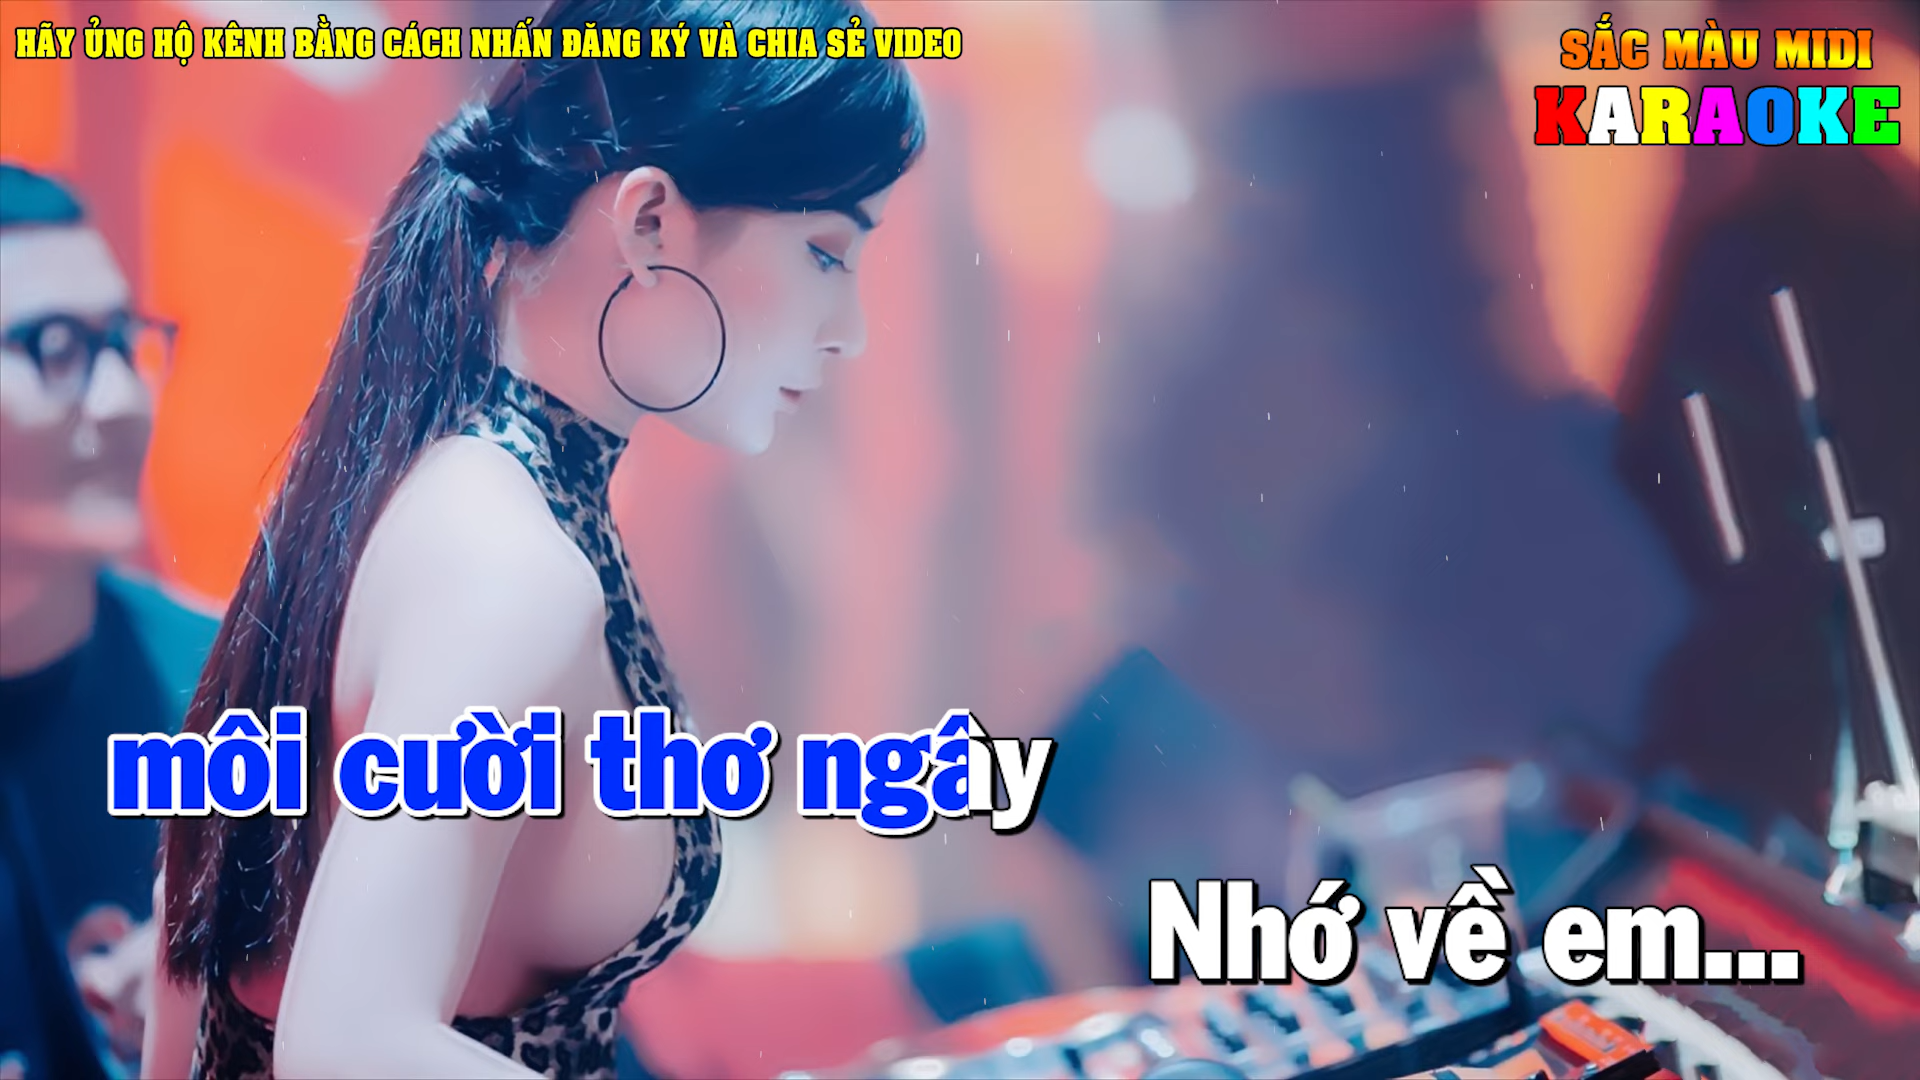 HÃY ỦNG HỘ KÊNH BẰNG CÁCH NHẤN ĐĂNG KÝ VÀ CHIA SẺ VIDEO
SẮC MÀU MIDI
KARAOKE
môi cười thơ ngây
Nhớ về em...